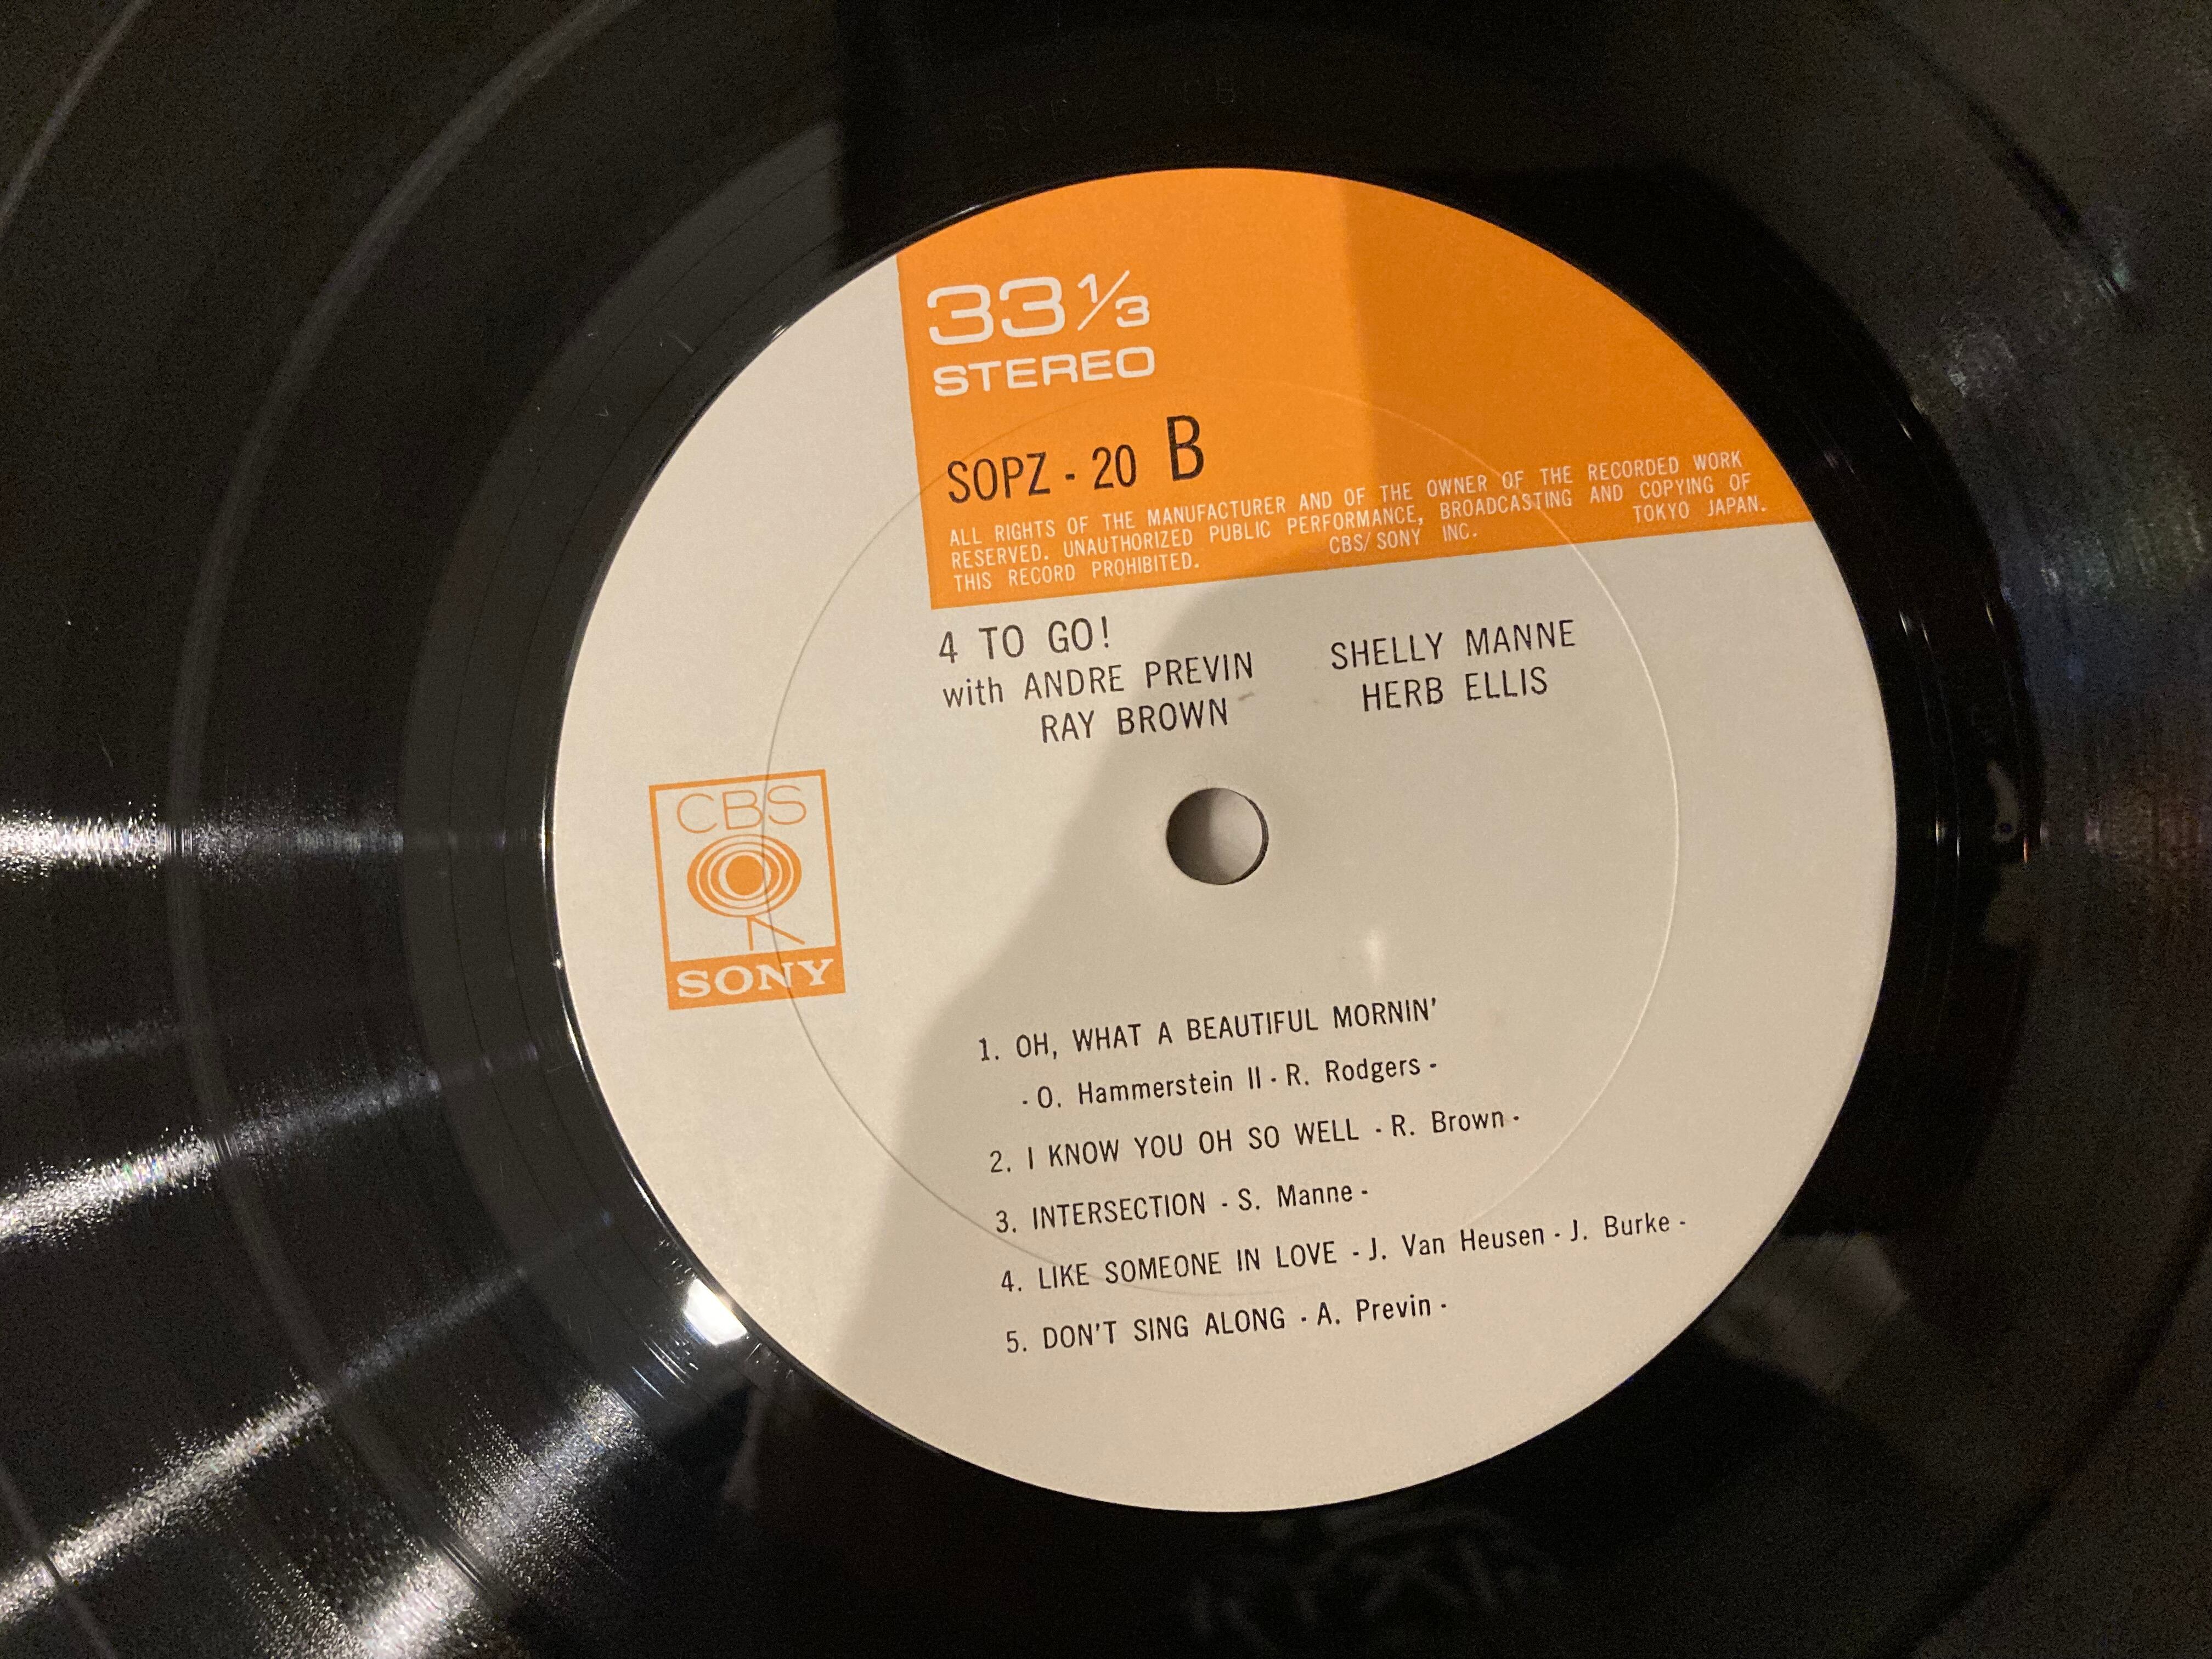 33 1/3
STEREO
SOPZ - 20 B
ALL RIGHTS OF THE MANUFACTURER AND OF THE OWNER OF THE RECORDED WORK
RESERVED. UNAUTHORIZED PUBLIC PERFORMANCE, BROADCASTING AND COPYING OF
THIS RECORD PROHIBITED. CBS/SONY INC. TOKYO JAPAN.
4 TO GO!
with ANDRE PREVIN SHELLY MANNE
RAY BROWN HERB ELLIS
CBS
SONY
1. OH, WHAT A BEAUTIFUL MORNIN'
- O. Hammerstein II - R. Rodgers -
2. I KNOW YOU OH SO WELL - R. Brown -
3. INTERSECTION - S. Manne -
4. LIKE SOMEONE IN LOVE - J. Van Heusen - J. Burke -
5. DON'T SING ALONG - A. Previn -